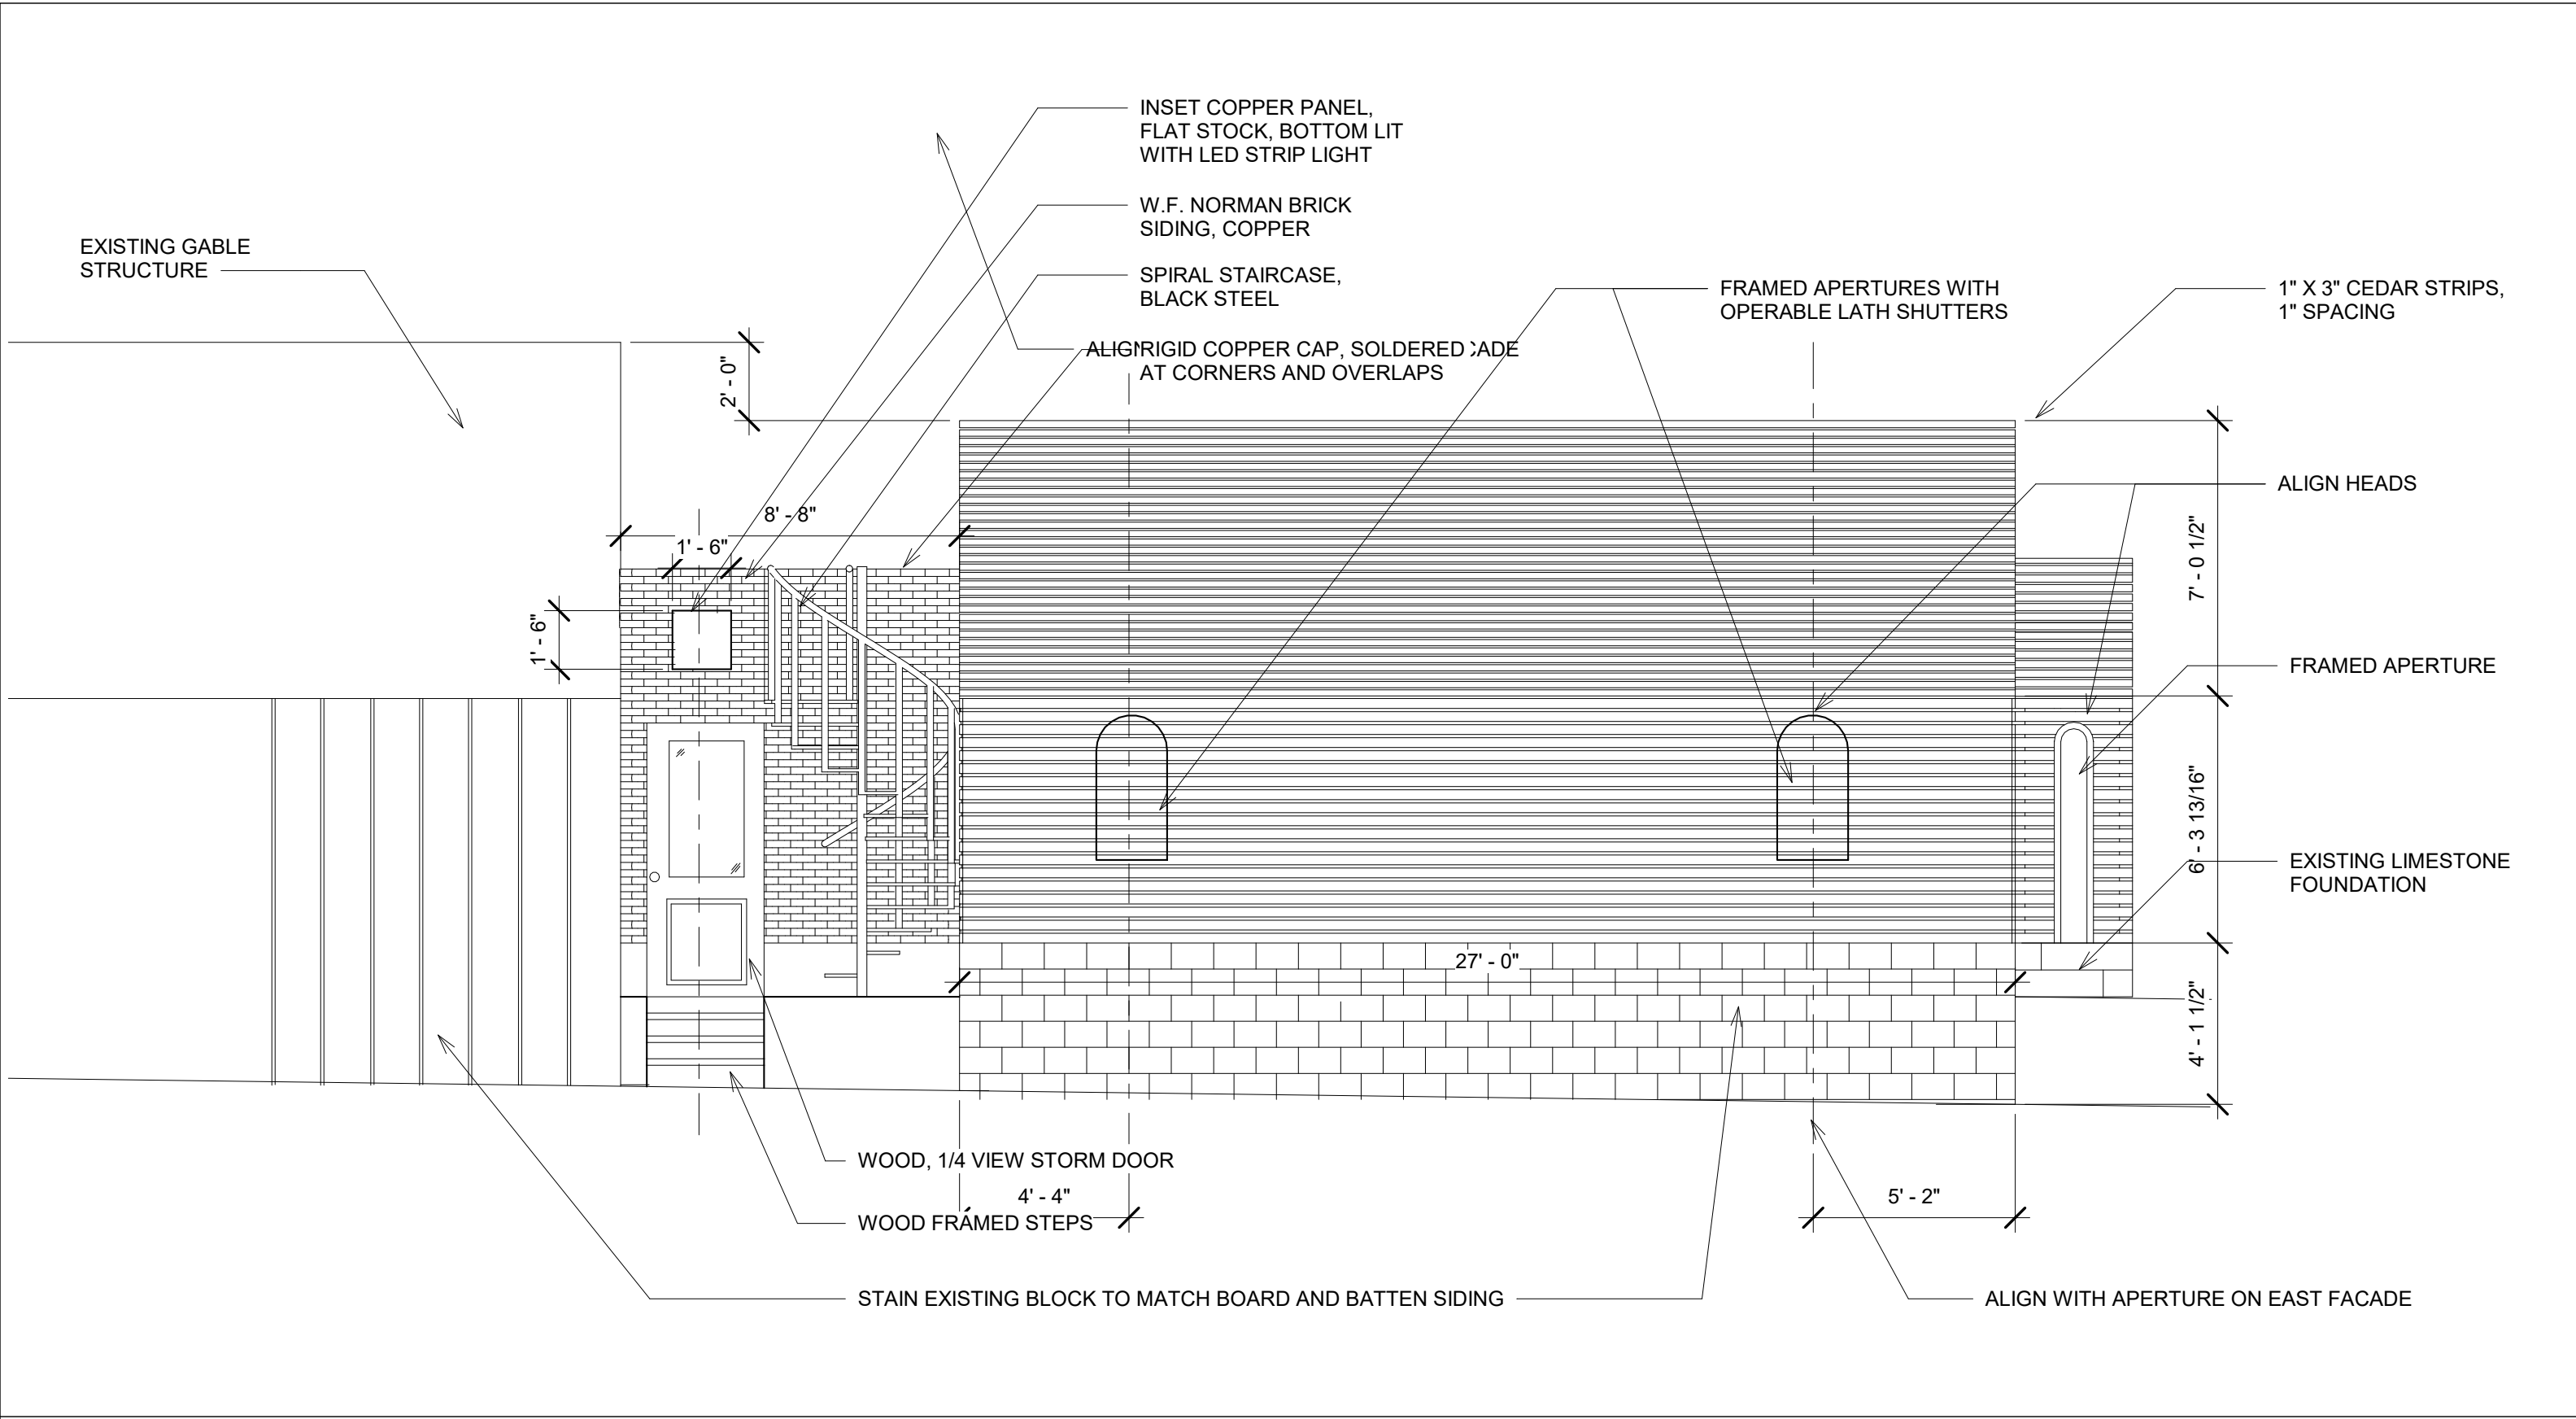 INSET COPPER PANEL,
FLAT STOCK, BOTTOM LIT
WITH LED STRIP LIGHT
W.F. NORMAN BRICK
SIDING, COPPER
EXISTING GABLE
STRUCTURE
SPIRAL STAIRCASE,
BLACK STEEL
FRAMED APERTURES WITH
OPERABLE LATH SHUTTERS
1" X 3" CEDAR STRIPS,
1" SPACING
RIGID COPPER CAP, SOLDERED
AT CORNERS AND OVERLAPS
2' - 0"
ALIGN HEADS
8' - 8"
1' - 6"
1' - 6"
7' - 0 1/2"
FRAMED APERTURE
6' - 3 13/16"
EXISTING LIMESTONE
FOUNDATION
27' - 0"
4' - 1 1/2"
WOOD, 1/4 VIEW STORM DOOR
4' - 4"
5' - 2"
WOOD FRAMED STEPS
STAIN EXISTING BLOCK TO MATCH BOARD AND BATTEN SIDING
ALIGN WITH APERTURE ON EAST FACADE